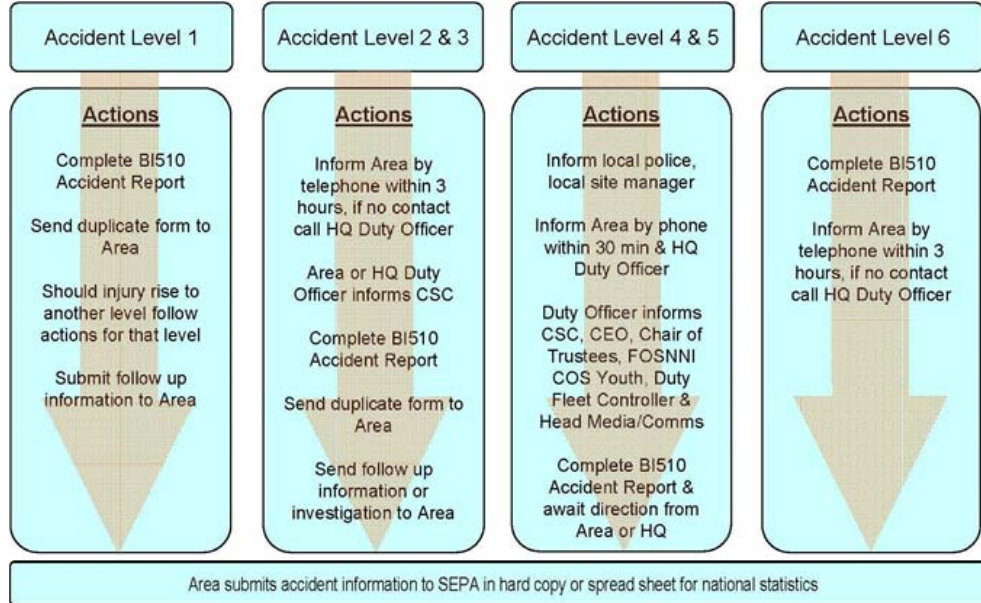 Accident Level 1
Actions
Complete BI510
Accident Report
Send duplicate form to
Area
Should injury rise to
another level follow
actions for that level
Submit follow up
information to Area
Accident Level 2 & 3
Actions
Inform Area by
telephone within 3
hours, if no contact
call HQ Duty Officer
Area or HQ Duty
Officer informs CSC
Complete BI510
Accident Report
Send duplicate form to
Area
Send follow up
information or
investigation to Area
Accident Level 4 & 5
Actions
Inform local police,
local site manager
Inform Area by phone
within 30 min & HQ
Duty Officer
Duty Officer informs
CSC, CEO, Chair of
Trustees, FOSNNI
COS Youth, Duty
Fleet Controller &
Head Media/Comms
Complete BI510
Accident Report &
await direction from
Area or HQ
Accident Level 6
Actions
Complete BI510
Accident Report
Inform Area by
telephone within 3
hours, if no contact
call HQ Duty Officer
Area submits accident information to SEPA in hard copy or spread sheet for national statistics